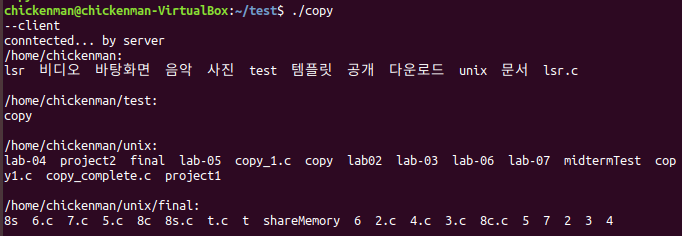 chickenman@chickenman-VirtualBox:~/test$ ./copy
--client
conntected... by server
/home/chickenman:
lsr 비디오 바탕화면 음악 사진 test 템플릿 공개 다운로드 unix 문서 lsr.c
/home/chickenman/test:
copy
/home/chickenman/unix:
lab-04 project2 final lab-05 copy_1.c copy lab02 lab-03 lab-06 lab-07 midtermTest cop
y1.c copy_complete.c project1
/home/chickenman/unix/final:
8s 6.c 7.c 5.c 8c 8s.c t.c t shareMemory 6 2.c 4.c 3.c 8c.c 5 7 2 3 4